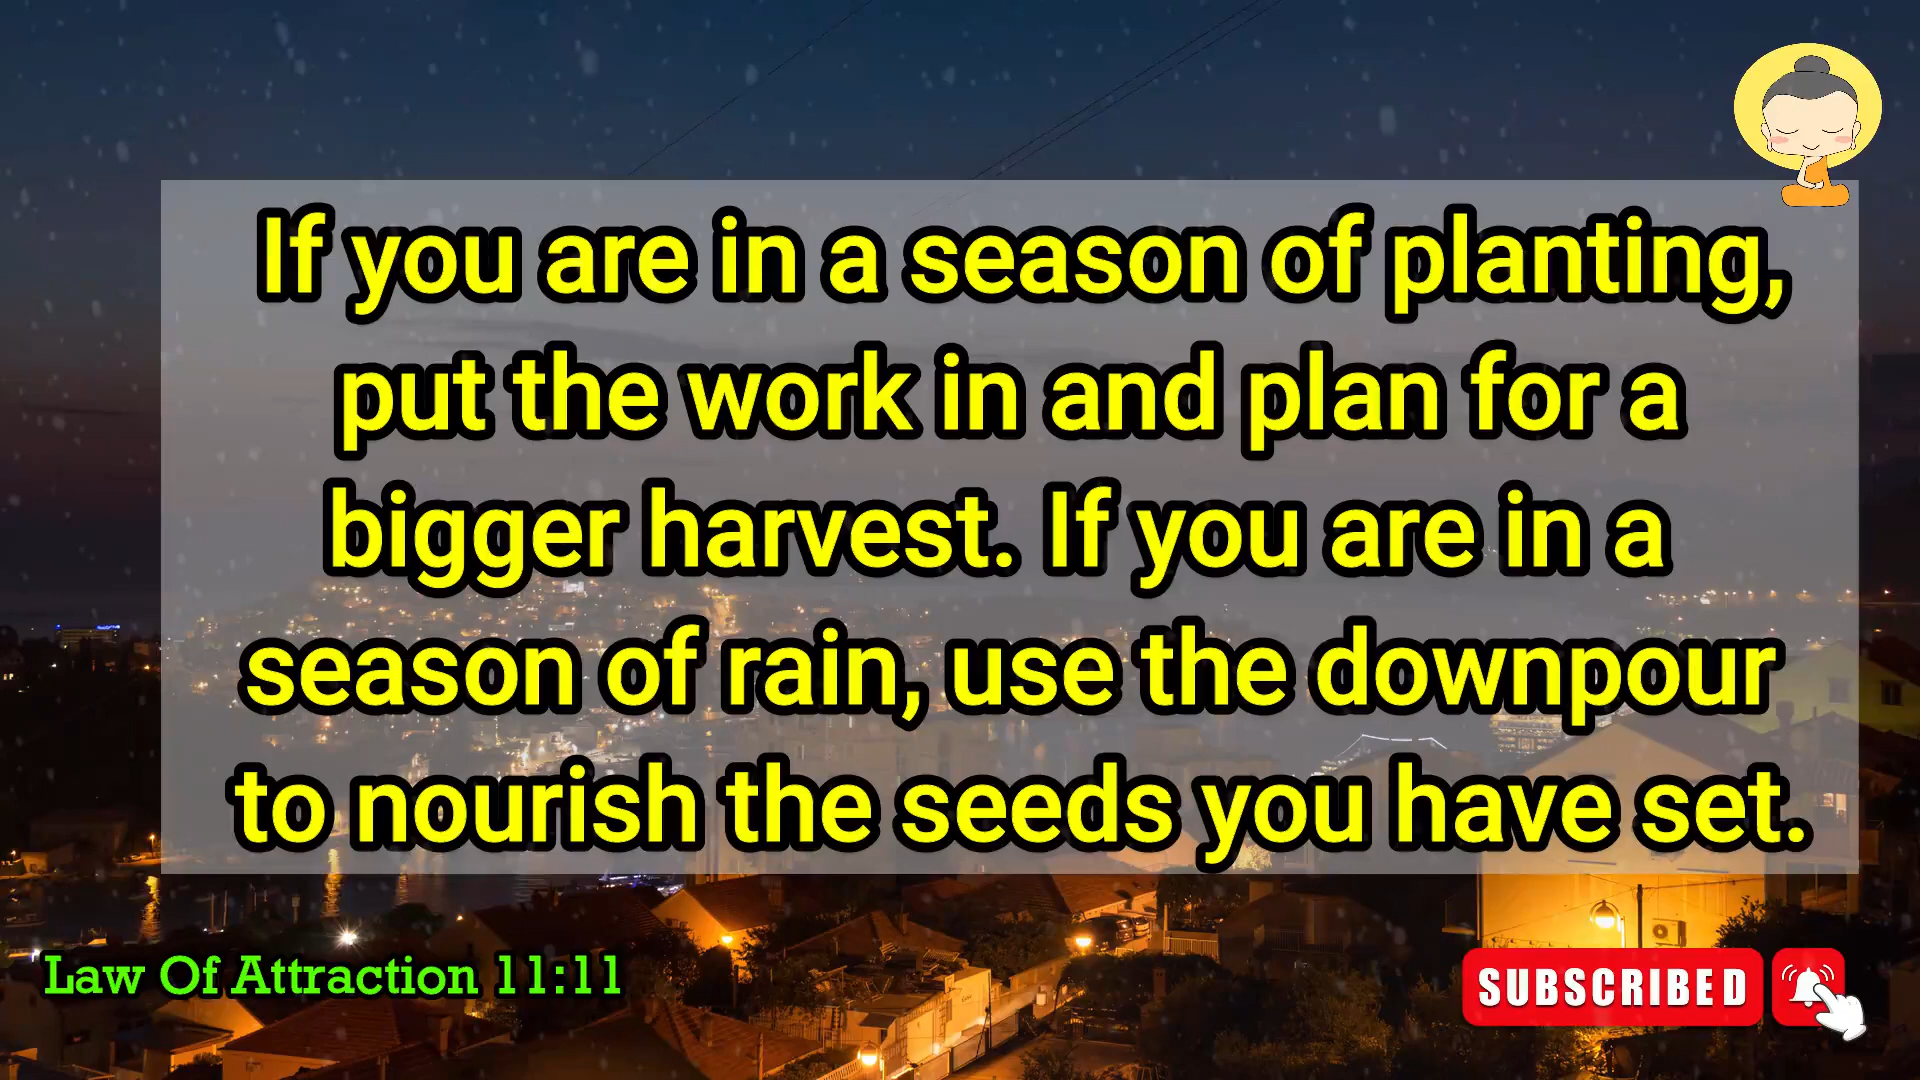 If you are in a season of planting,
put the work in and plan for a
bigger harvest. If you are in a
season of rain, use the downpour
to nourish the seeds you have set.
Law Of Attraction 11:11
SUBSCRIBED